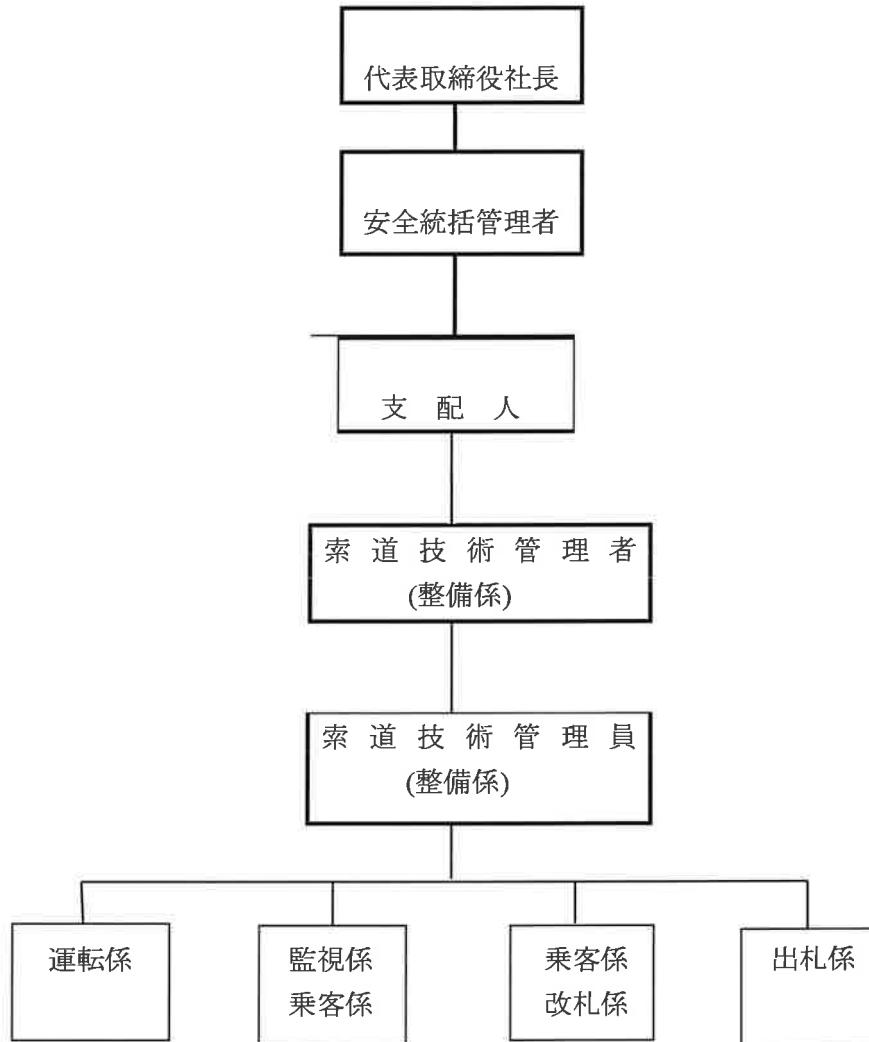 代表取締役社長
安全統括管理者
支配人
索道技術管理者
(整備係)
索道技術管理員
(整備係)
運転係
監視係
乗客係
乗客係
改札係
出札係